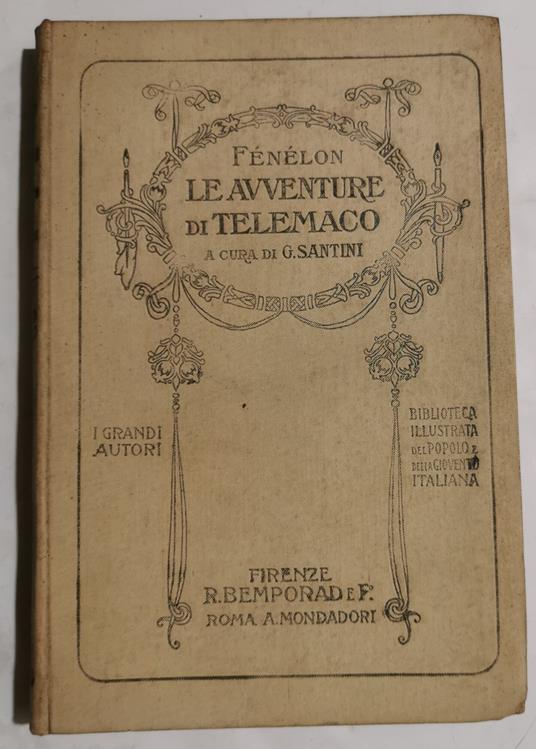 FÉNÉLON
LE AVVENTURE
DI TELEMACO
A CURA DI G. SANTINI
I GRANDI
AUTORI
BIBLIOTECA
ILLUSTRATA
DEL POPOLO E
DELLA GIOVENTÙ
ITALIANA
FIRENZE
R. BEMPORAD E F.º
ROMA A. MONDADORI